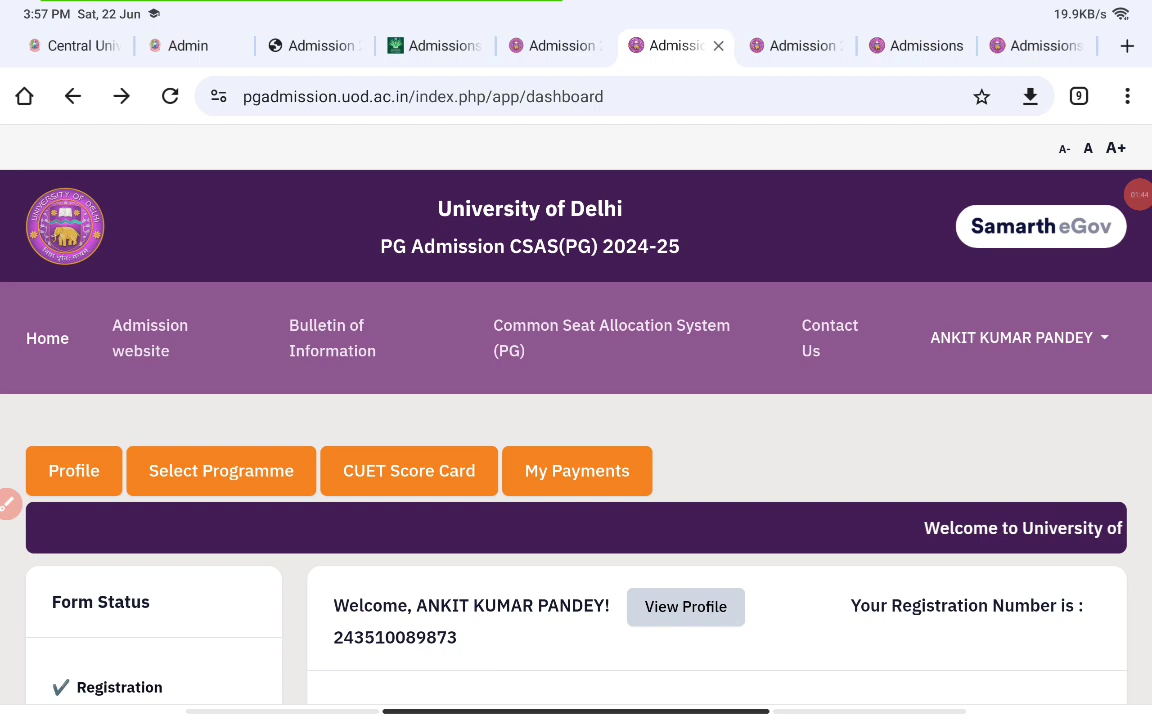 3:57 PM Sat, 22 Jun
19.9KB/s
Central Univ
Admin
Admission
Admissions
Admission
Admissio
Admission
Admissions
Admissions
pgadmission.uod.ac.in/index.php/app/dashboard
9
A- A A+
University of Delhi
PG Admission CSAS(PG) 2024-25
Samarth eGov
01:44
Home
Admission
website
Bulletin of
Information
Common Seat Allocation System
(PG)
Contact
Us
ANKIT KUMAR PANDEY
Profile
Select Programme
CUET Score Card
My Payments
Welcome to University of
Form Status
Welcome, ANKIT KUMAR PANDEY!
View Profile
Your Registration Number is :
243510089873
Registration